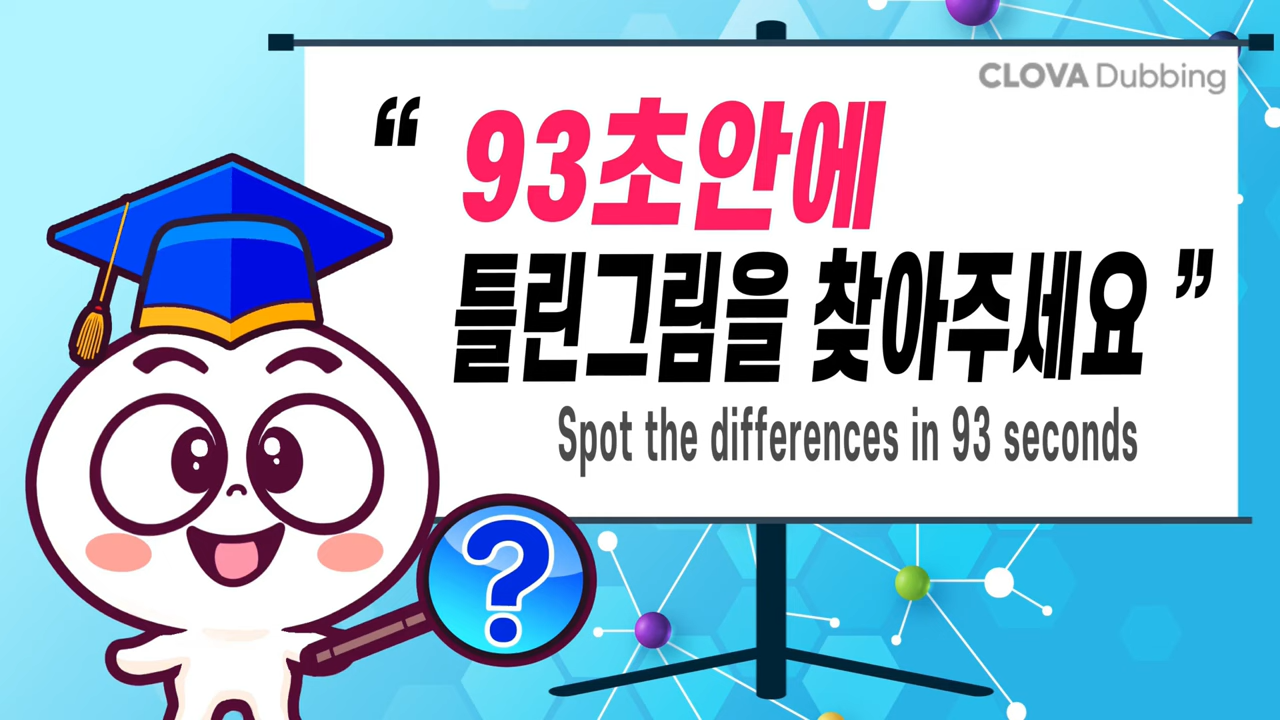 CLOVA Dubbing
“ 93초안에
틀린그림을 찾아주세요 ”
Spot the differences in 93 seconds
?